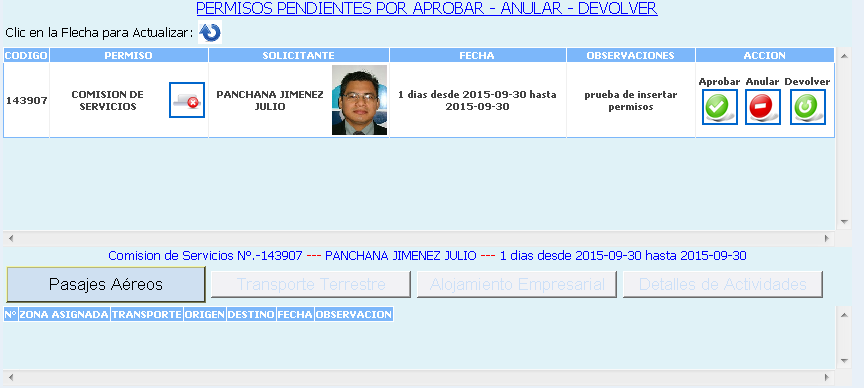 PERMISOS PENDIENTES POR APROBAR - ANULAR - DEVOLVER
Clic en la Flecha para Actualizar:
CODIGO PERMISO SOLICITANTE FECHA OBSERVACIONES ACCION
Aprobar Anular Devolver
143907 COMISION DE SERVICIOS PANCHANA JIMENEZ JULIO 1 dias desde 2015-09-30 hasta 2015-09-30 prueba de insertar permisos
Comision de Servicios Nº.-143907 --- PANCHANA JIMENEZ JULIO --- 1 dias desde 2015-09-30 hasta 2015-09-30
Pasajes Aéreos Transporte Terrestre Alojamiento Empresarial Detalles de Actividades
Nº ZONA ASIGNADA TRANSPORTE ORIGEN DESTINO FECHA OBSERVACION